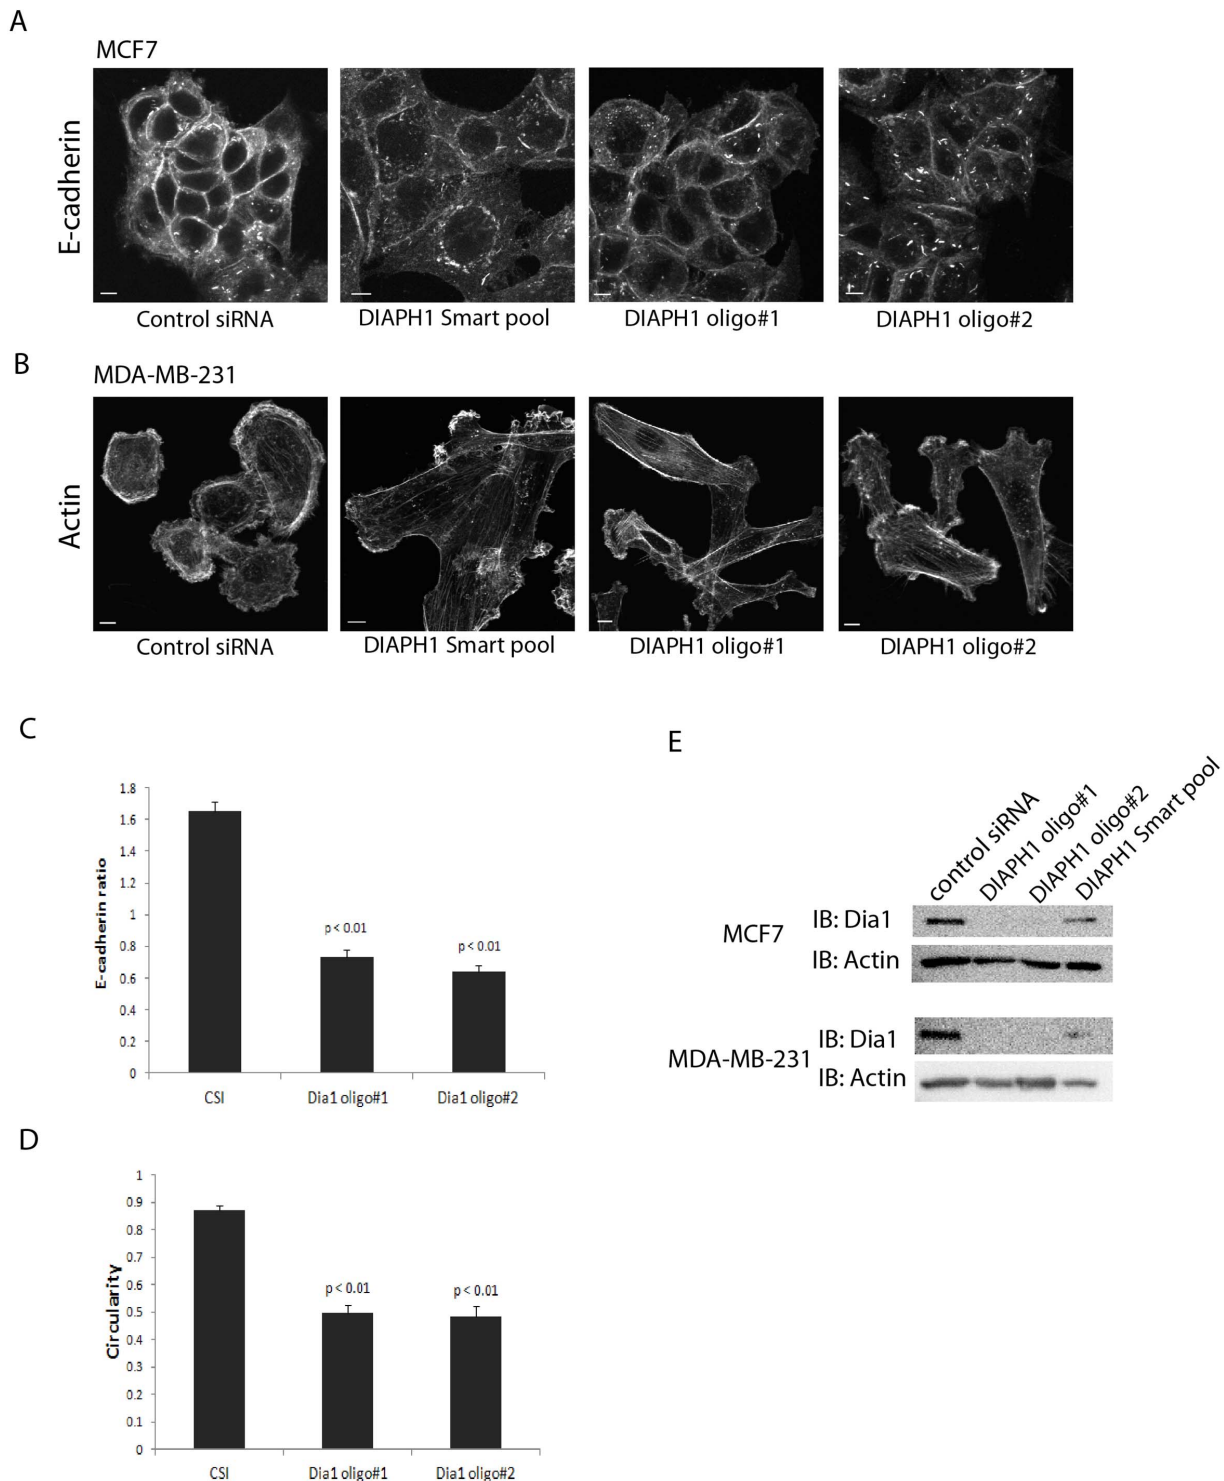 A
MCF7
E-cadherin
Control siRNA
DIAPH1 Smart pool
DIAPH1 oligo#1
DIAPH1 oligo#2
B
MDA-MB-231
Actin
Control siRNA
DIAPH1 Smart pool
DIAPH1 oligo#1
DIAPH1 oligo#2
C
E-cadherin ratio
1.8
1.6
1.4
1.2
1
0.8
0.6
0.4
0.2
0
p < 0.01
p < 0.01
CSI
Dia1 oligo#1
Dia1 oligo#2
D
Circularity
1
0.9
0.8
0.7
0.6
0.5
0.4
0.3
0.2
0.1
0
p < 0.01
p < 0.01
CSI
Dia1 oligo#1
Dia1 oligo#2
E
control siRNA
DIAPH1 oligo#1
DIAPH1 oligo#2
DIAPH1 Smart pool
MCF7
IB: Dia1
IB: Actin
MDA-MB-231
IB: Dia1
IB: Actin